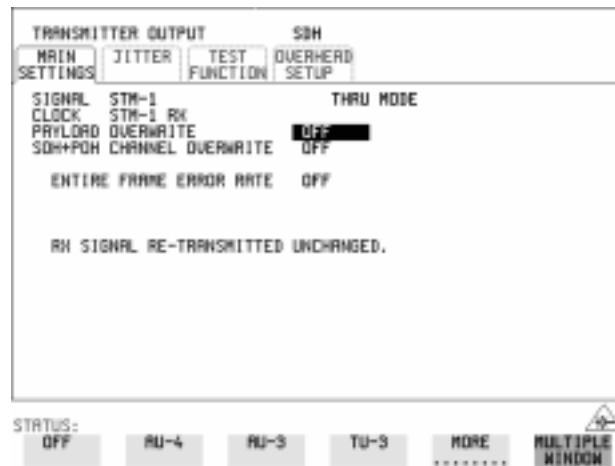 TRANSMITTER OUTPUT SDH
MAIN SETTINGS JITTER TEST FUNCTION OVERHEAD SETUP
SIGNAL STM-1 THRU MODE
CLOCK STM-1 RX
PAYLOAD OVERWRITE OFF
SOH+POH CHANNEL OVERWRITE OFF
ENTIRE FRAME ERROR RATE OFF
RX SIGNAL RE-TRANSMITTED UNCHANGED.
STATUS:
OFF AU-4 AU-3 TU-3 MORE ........ MULTIPLE WINDOW